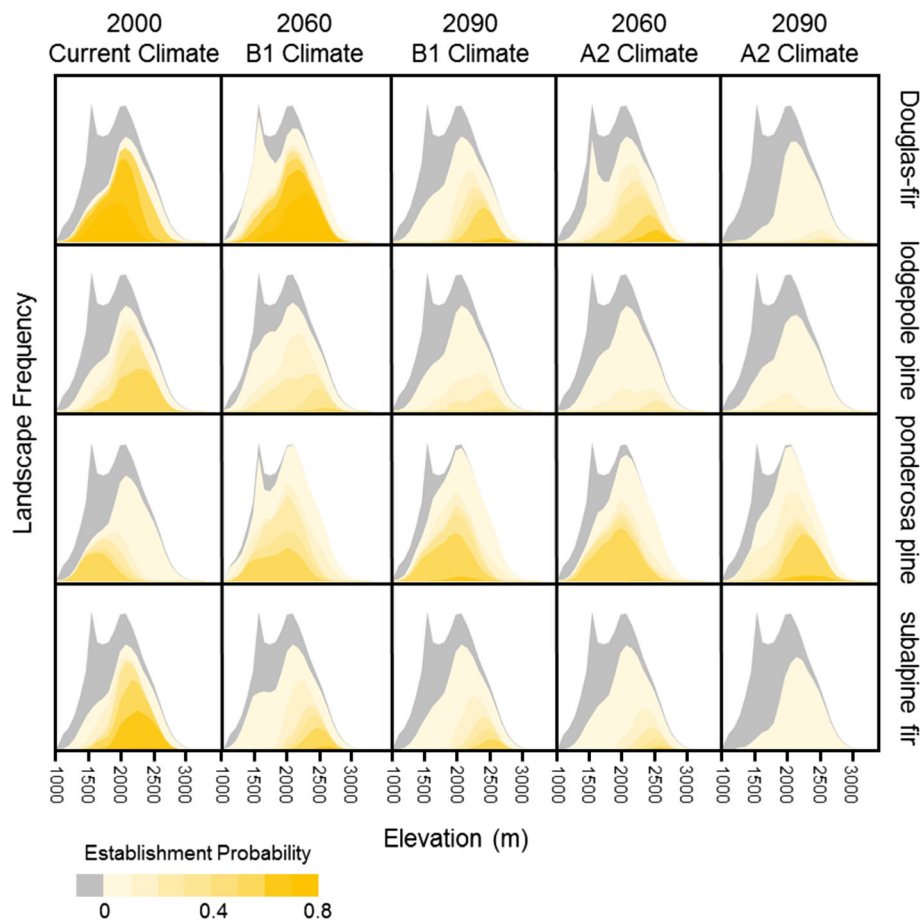 2000 2060 2090 2060 2090
Current Climate B1 Climate B1 Climate A2 Climate A2 Climate
Douglas-fir
lodgepole pine
ponderosa pine
subalpine fir
Landscape Frequency
1000 1500 2000 2500 3000 1000 1500 2000 2500 3000 1000 1500 2000 2500 3000 1000 1500 2000 2500 3000 1000 1500 2000 2500 3000
Elevation (m)
Establishment Probability
0 0.4 0.8